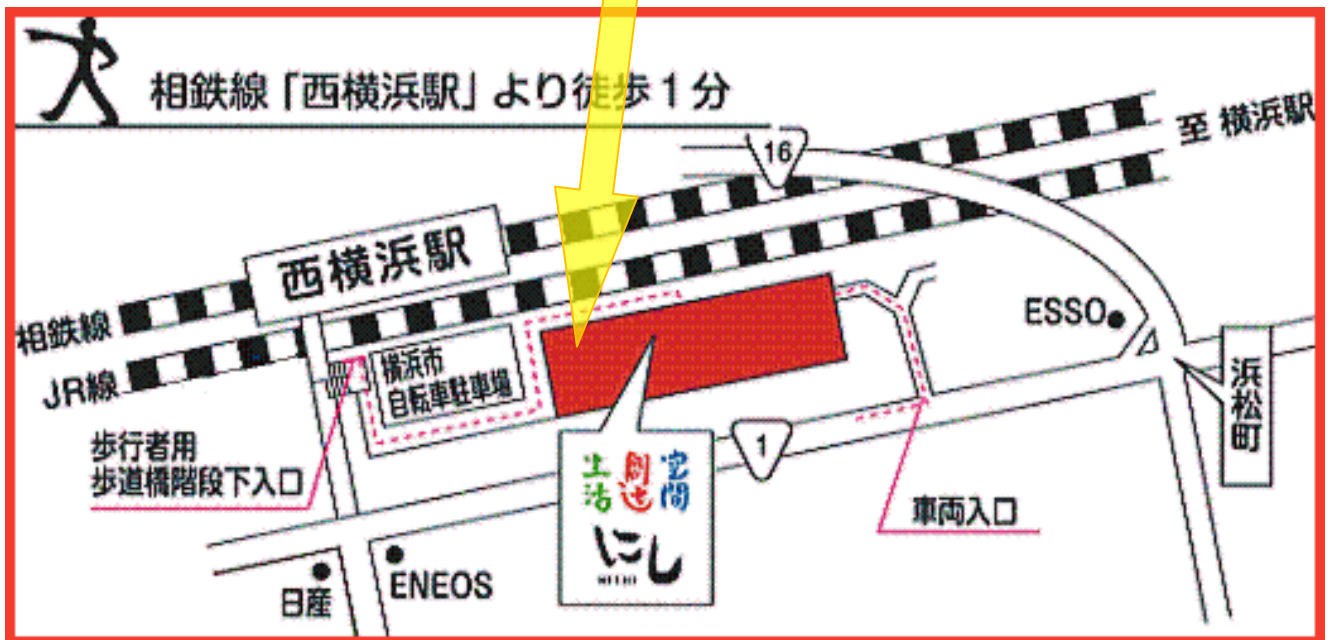 相鉄線「西横浜駅」より徒歩1分
16
至 横浜駅
西横浜駅
相鉄線
JR線
横浜市
自転車駐車場
ESSO
浜松町
歩行者用
歩道橋階段下入口
1
生活
創造
空間
にし
車両入口
日産
ENEOS